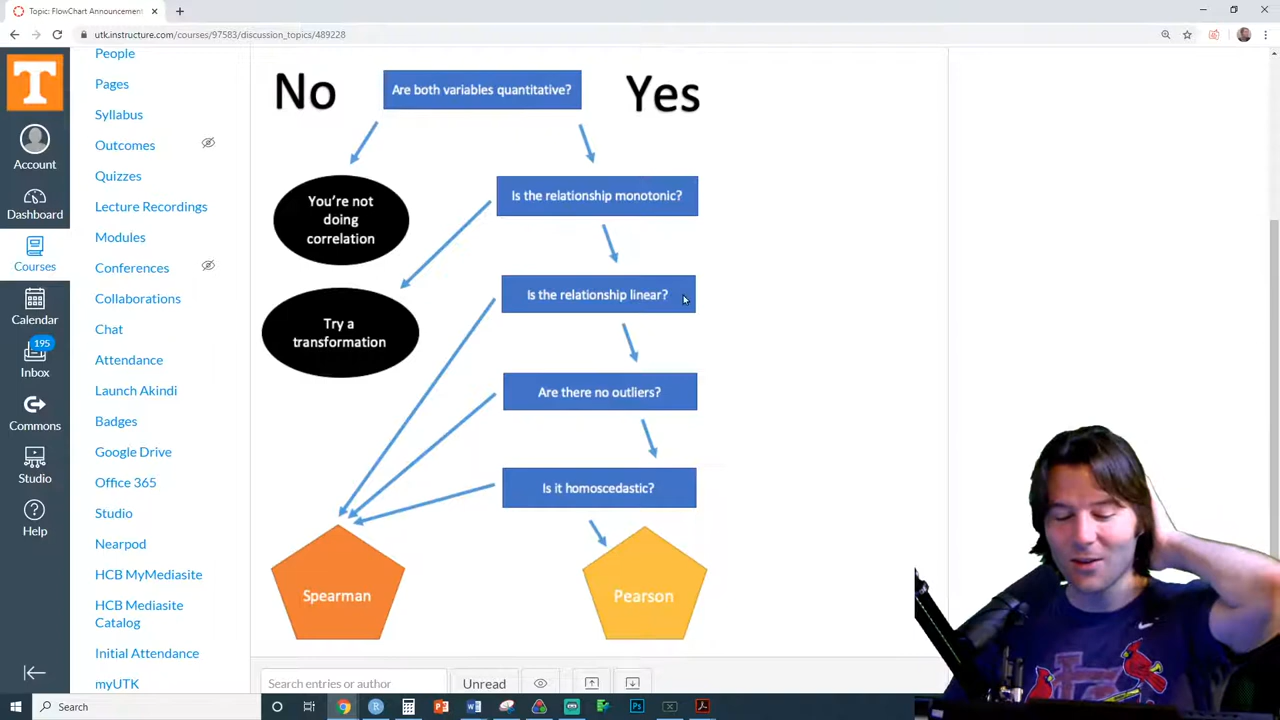 Topic: FlowChart Announcement
utk.instructure.com/courses/97583/discussion_topics/489228
T
Account
Dashboard
Courses
Calendar
195
Inbox
Commons
Studio
Help
People
Pages
Syllabus
Outcomes
Quizzes
Lecture Recordings
Modules
Conferences
Collaborations
Chat
Attendance
Launch Akindi
Badges
Google Drive
Office 365
Studio
Nearpod
HCB MyMediasite
HCB Mediasite
Catalog
Initial Attendance
myUTK
No
Are both variables quantitative?
Yes
You're not
doing
correlation
Is the relationship monotonic?
Try a
transformation
Is the relationship linear?
Are there no outliers?
Is it homoscedastic?
Spearman
Pearson
Search entries or author
Unread
Search